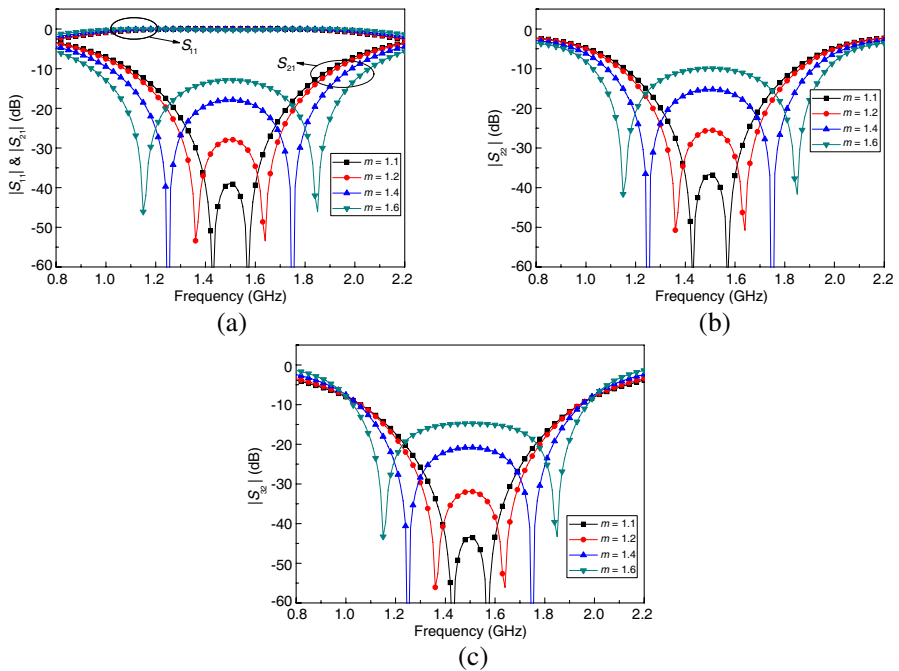 0
-10
-20
-30
-40
-50
-60
|S₁₁| & |S₂₁| (dB)
S₁₁
S₂₁
m = 1.1
m = 1.2
m = 1.4
m = 1.6
0.8 1.0 1.2 1.4 1.6 1.8 2.0 2.2
Frequency (GHz)
(a)
0
-10
-20
-30
-40
-50
-60
|S₂₂| (dB)
m = 1.1
m = 1.2
m = 1.4
m = 1.6
0.8 1.0 1.2 1.4 1.6 1.8 2.0 2.2
Frequency (GHz)
(b)
0
-10
-20
-30
-40
-50
-60
|S₃₂| (dB)
m = 1.1
m = 1.2
m = 1.4
m = 1.6
0.8 1.0 1.2 1.4 1.6 1.8 2.0 2.2
Frequency (GHz)
(c)